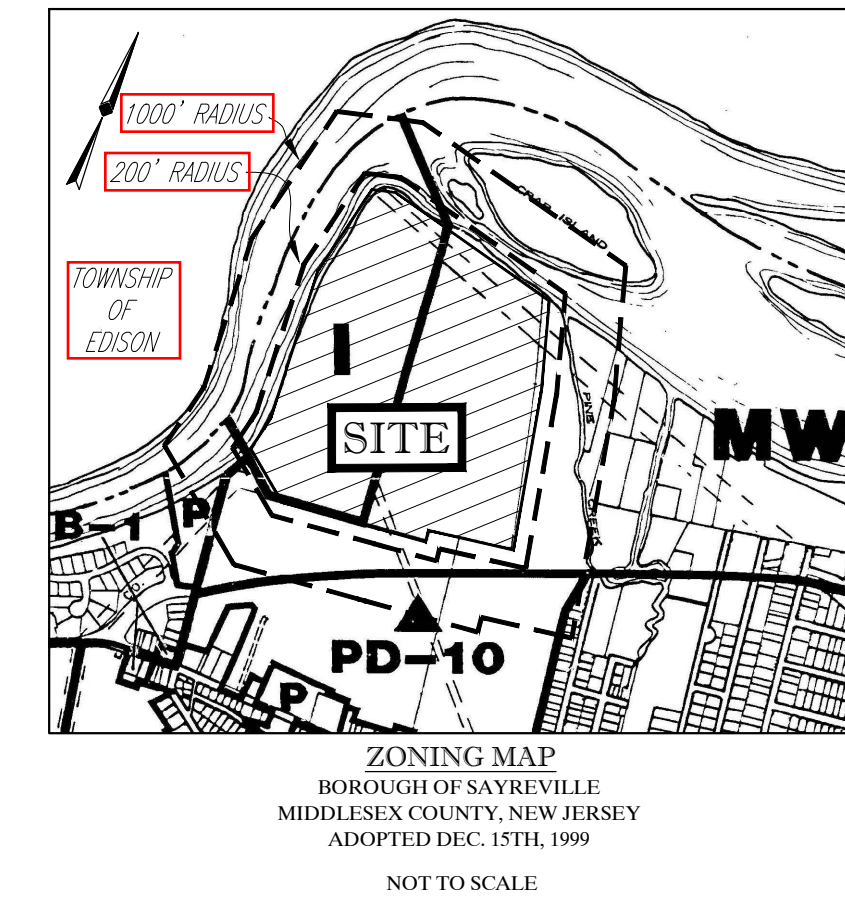 1000' RADIUS
200' RADIUS
CRAB ISLAND
TOWNSHIP
OF
EDISON
I
SITE
PINE
CREEK
MW
B-1
P
PD-10
P
ZONING MAP
BOROUGH OF SAYREVILLE
MIDDLESEX COUNTY, NEW JERSEY
ADOPTED DEC. 15TH, 1999
NOT TO SCALE